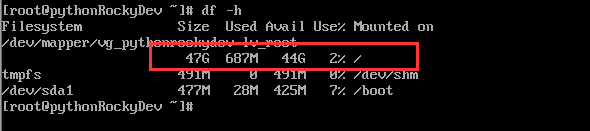 [root@pythonRockyDev ~]# df -h
Filesystem Size Used Avail Use% Mounted on
/dev/mapper/vg_pythonrockydev-lv_root
47G 687M 44G 2% /
tmpfs 491M 0 491M 0% /dev/shm
/dev/sda1 477M 28M 425M 7% /boot
[root@pythonRockyDev ~]#